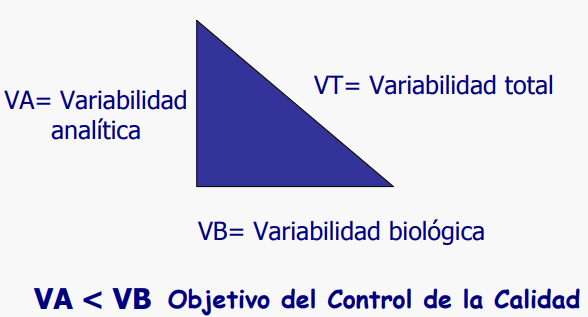 VT= Variabilidad total
VA= Variabilidad
analítica
VB= Variabilidad biológica
VA < VB Objetivo del Control de la Calidad